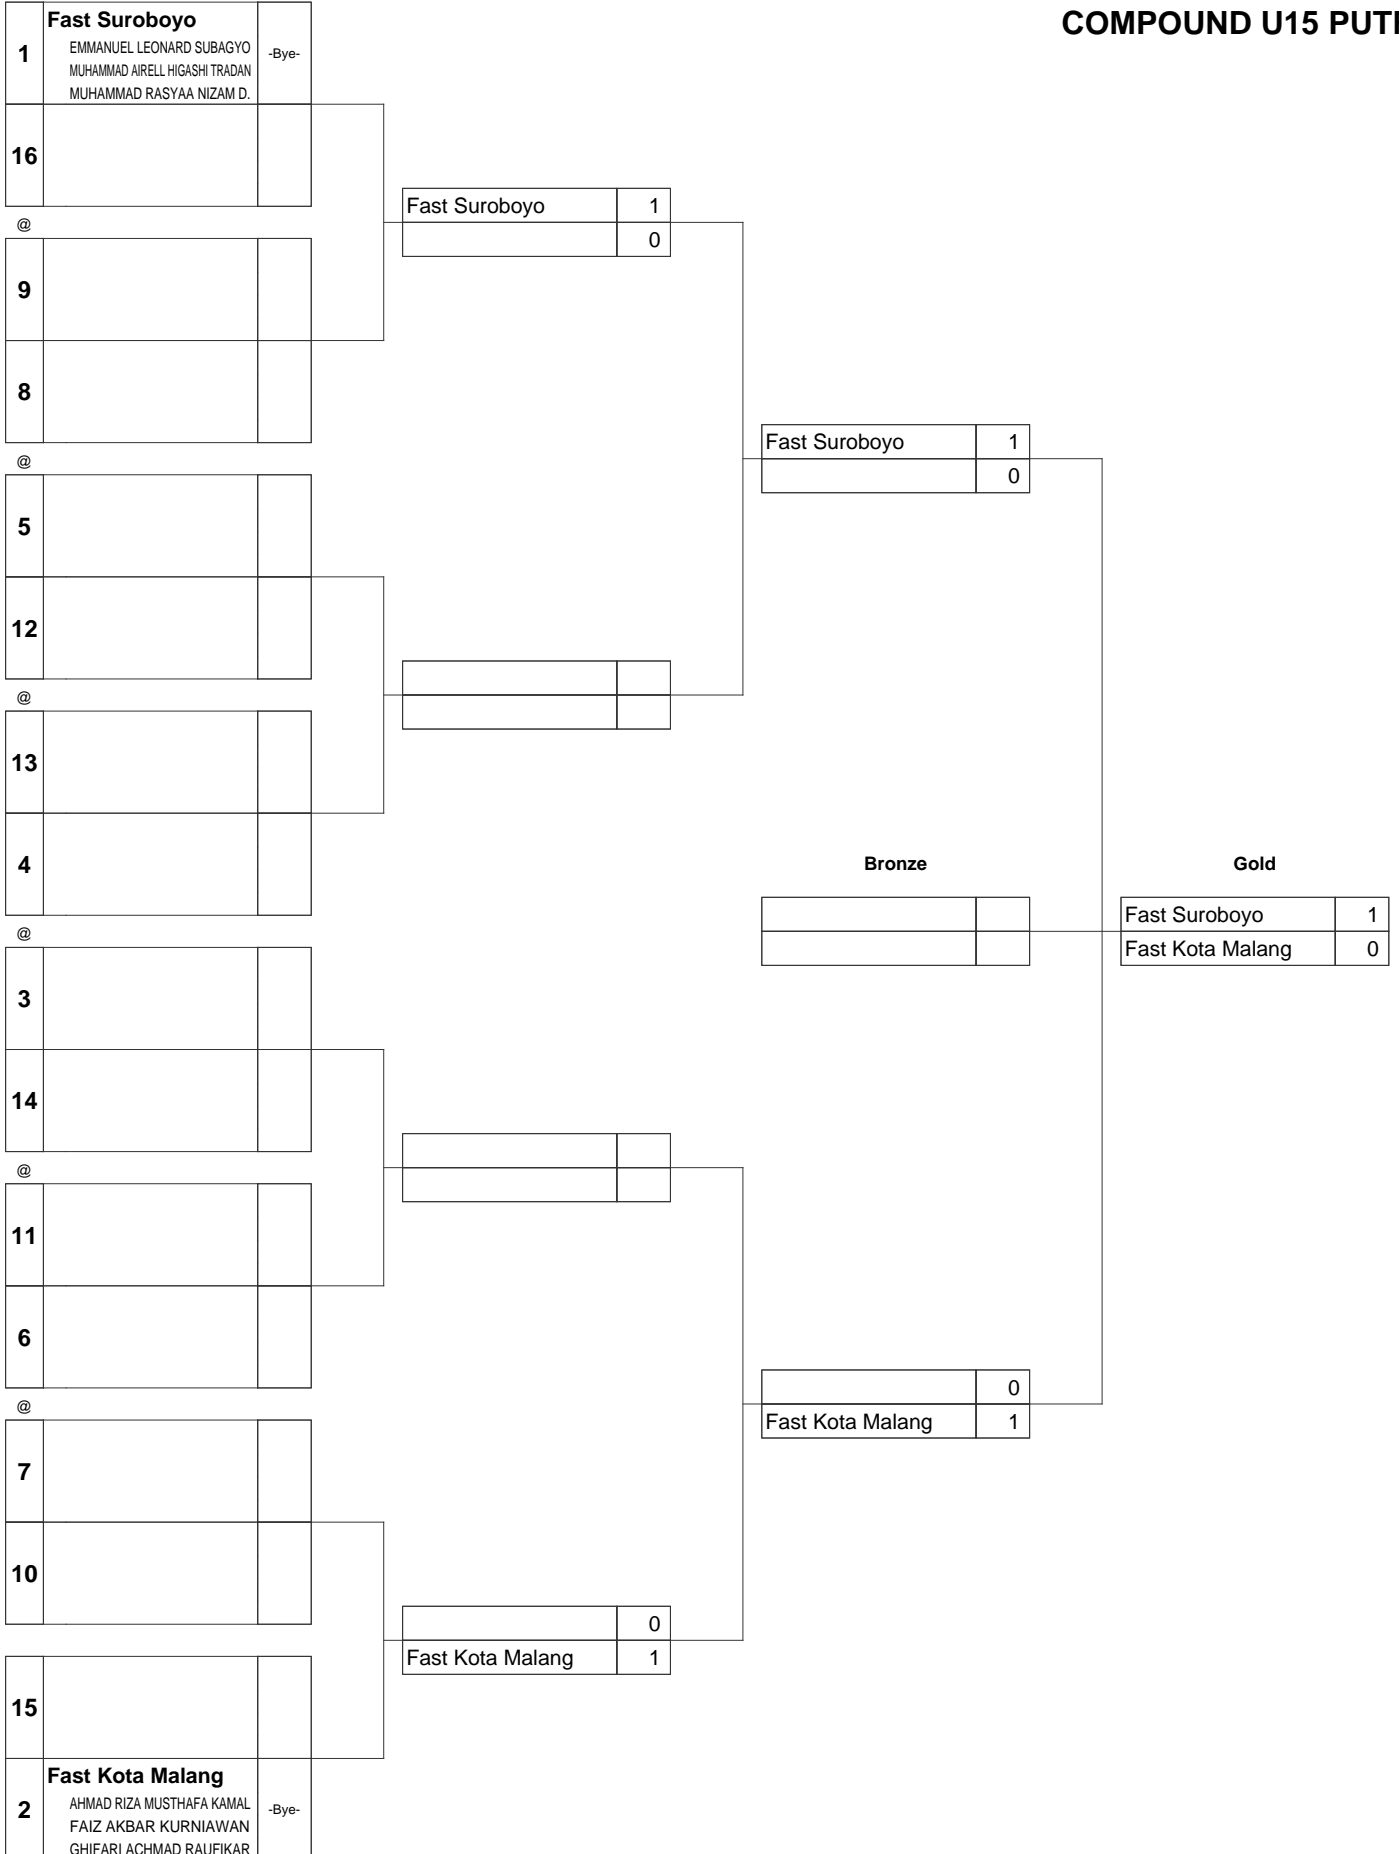 COMPOUND U15
1
Fast Suroboyo
EMMANUEL LEONARD SUBAGYO
MUHAMMAD AIRELL HIGASHI TRADAN
MUHAMMAD RASYAA NIZAM D.
-Bye-
16
@
Fast Suroboyo 1
0
9
8
@
Fast Suroboyo 1
0
5
12
@
13
4
Bronze
Gold
@
Fast Suroboyo 1
Fast Kota Malang 0
3
14
@
11
6
@
0
Fast Kota Malang 1
7
10
0
Fast Kota Malang 1
15
2
Fast Kota Malang
AHMAD RIZA MUSTHAFA KAMAL
FAIZ AKBAR KURNIAWAN
GHIFARI ACHMAD RAUFIKAR
-Bye-